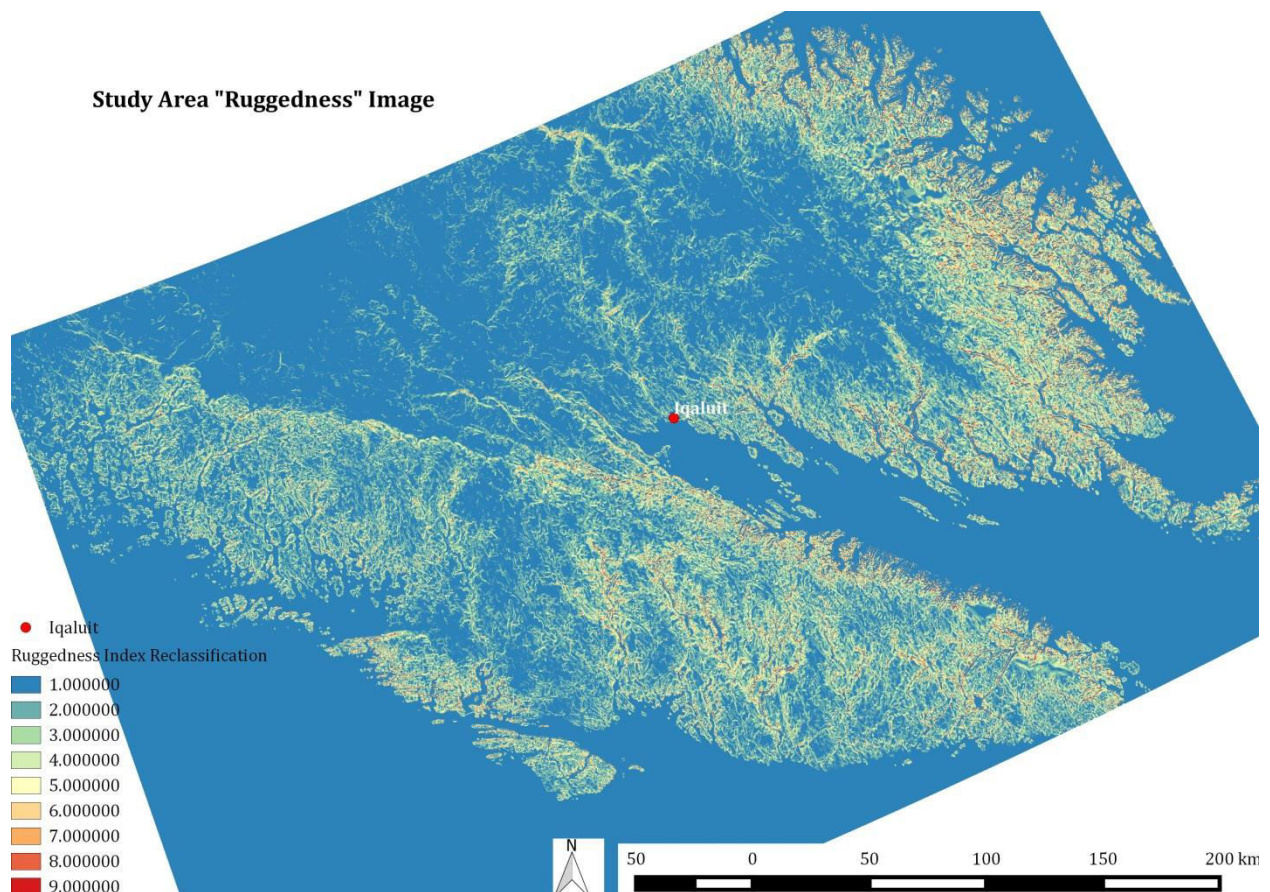 Study Area "Ruggedness" Image
Iqaluit
Iqaluit
Ruggedness Index Reclassification
1.000000
2.000000
3.000000
4.000000
5.000000
6.000000
7.000000
8.000000
9.000000
N
50 0 50 100 150 200 km